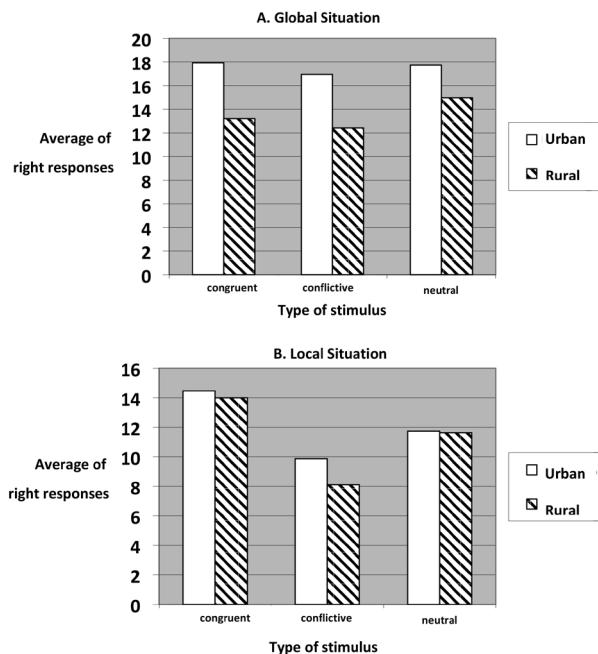 A. Global Situation
20
18
16
14
12
10
8
6
4
2
0
Average of
right responses
congruent
conflictive
neutral
Type of stimulus
Urban
Rural
B. Local Situation
16
14
12
10
8
6
4
2
0
Average of
right responses
congruent
conflictive
neutral
Type of stimulus
Urban
Rural